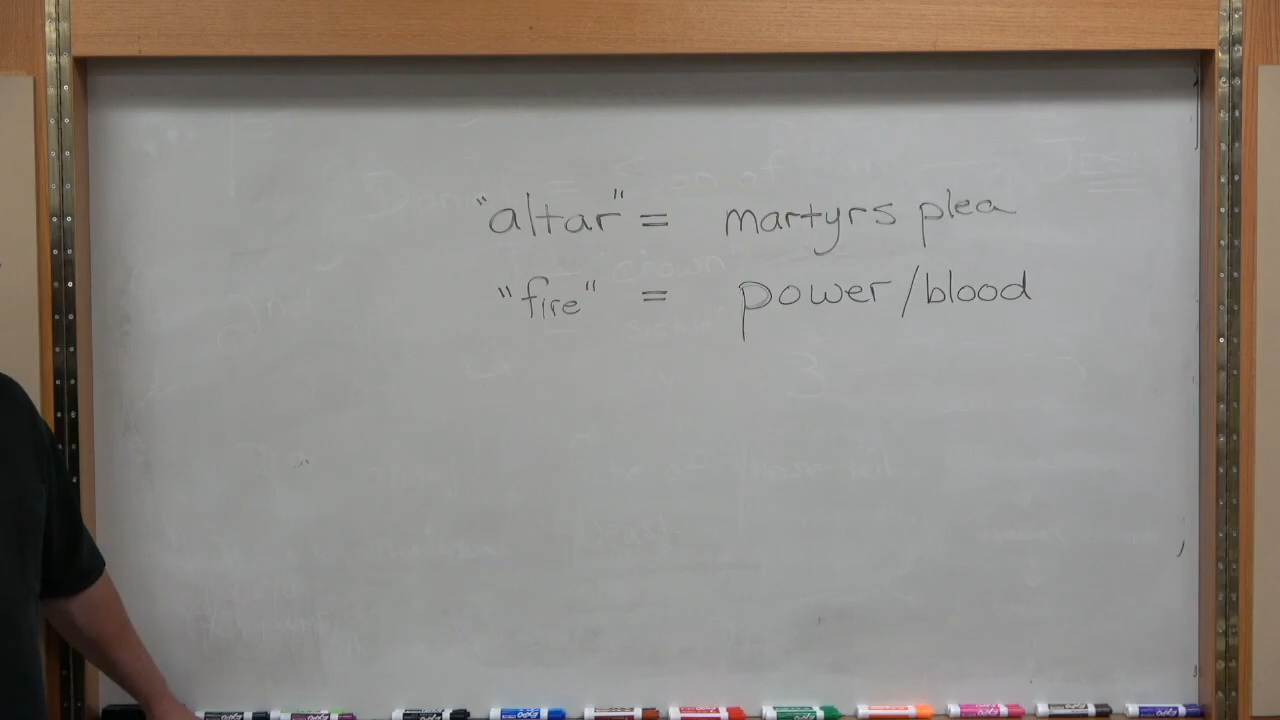 "altar" = martyrs plea
"fire" = power/blood